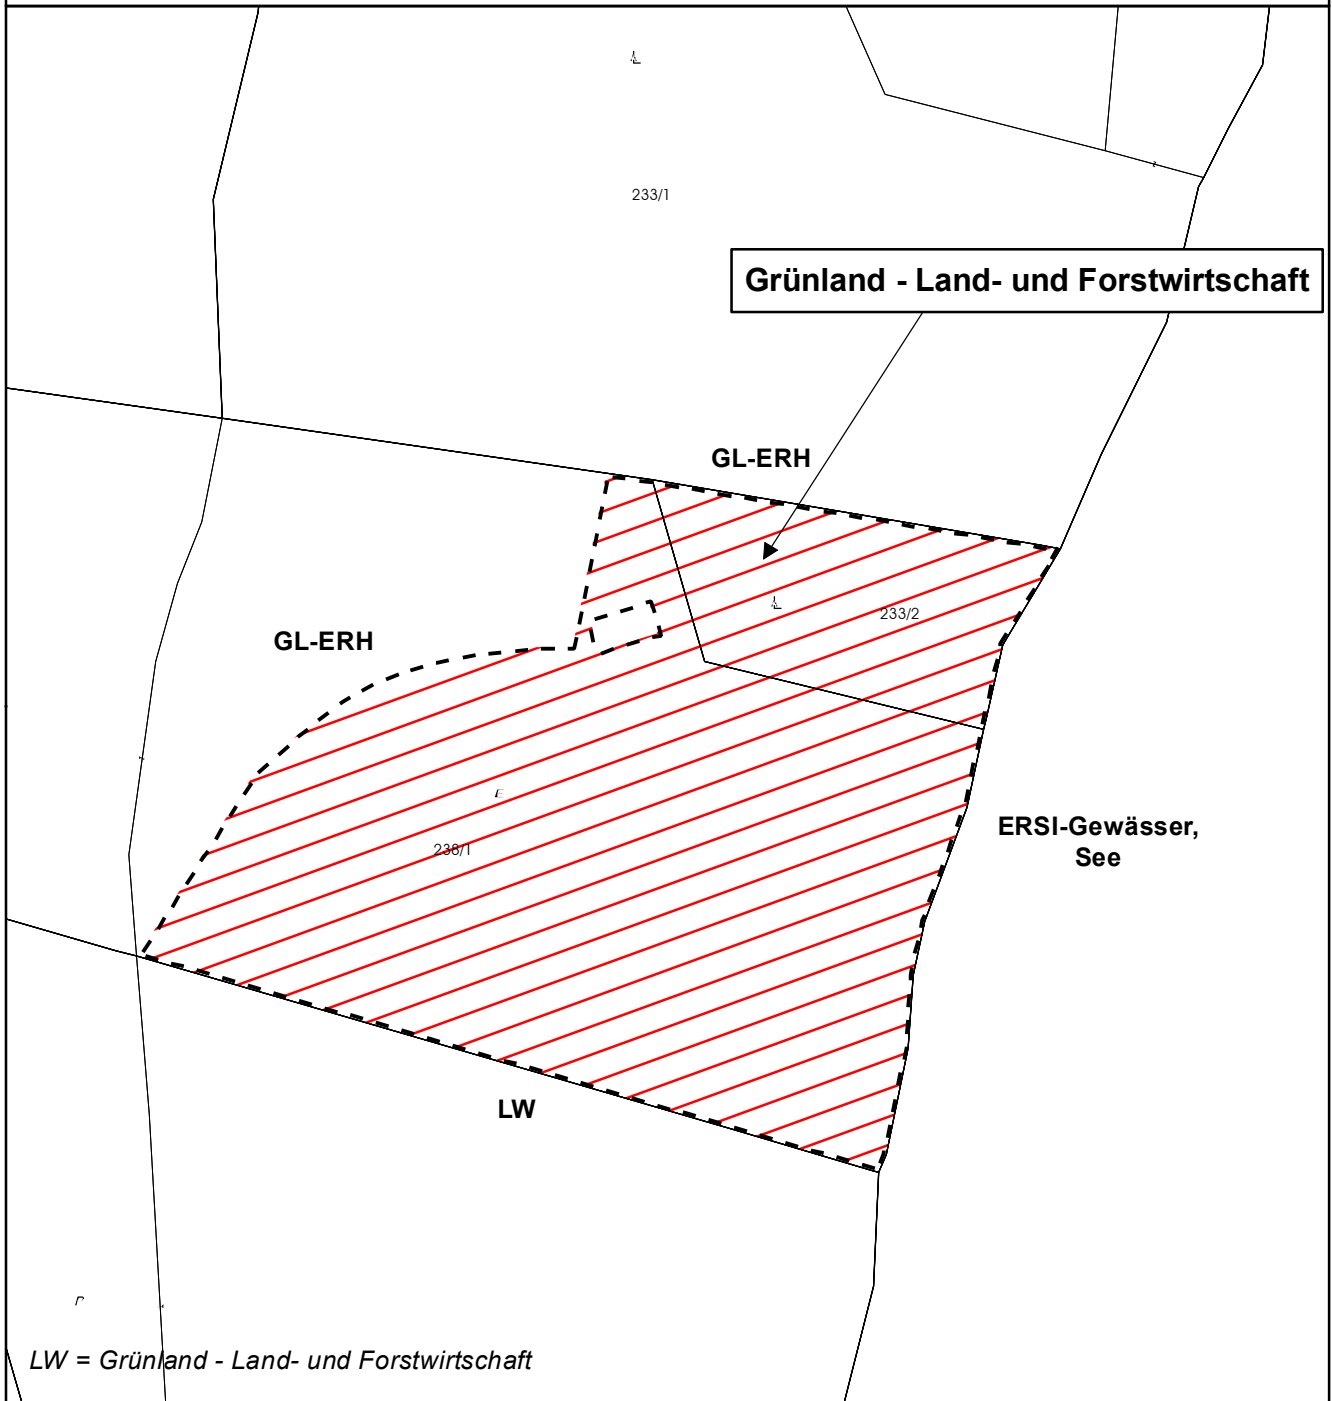 233/1
Grünland - Land- und Forstwirtschaft
GL-ERH
233/2
GL-ERH
ERSI-Gewässer,
See
238/1
LW
LW = Grünland - Land- und Forstwirtschaft